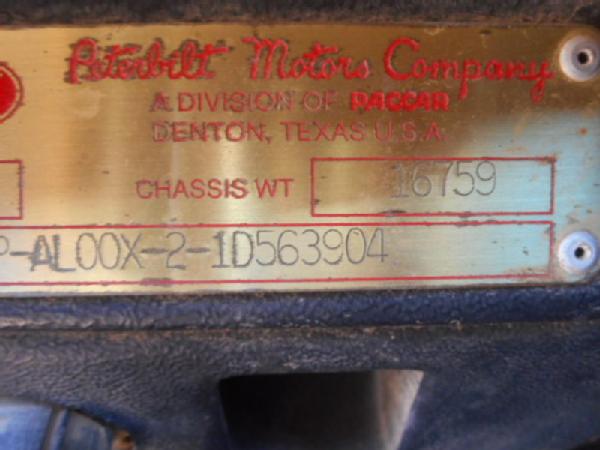 Peterbilt Motors Company
A DIVISION OF PACCAR
DENTON, TEXAS U.S.A.
CHASSIS WT 16759
P-AL00X-2-1D563904